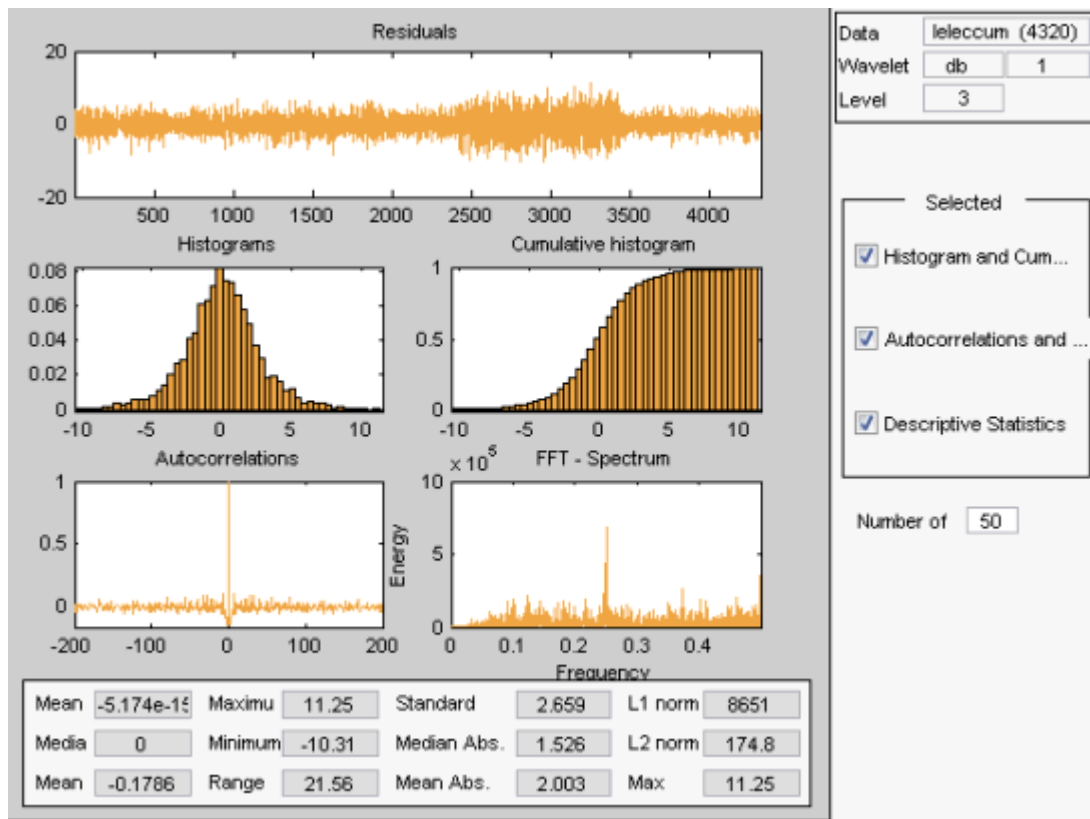 Residuals
20
0
-20
500 1000 1500 2000 2500 3000 3500 4000
Histograms
0.08
0.06
0.04
0.02
0
-10 -5 0 5 10
Cumulative histogram
1
0.5
0
-10 -5 0 5 10
Autocorrelations
1
0.5
0
-200 -100 0 100 200
× 10^5 FFT - Spectrum
Energy
10
5
0
0 0.1 0.2 0.3 0.4
Frequency
Mean -5.174e-15 Maximu 11.25 Standard 2.659 L1 norm 8651
Media 0 Minimum -10.31 Median Abs. 1.526 L2 norm 174.8
Mean -0.1786 Range 21.56 Mean Abs. 2.003 Max 11.25
Data leleccum (4320)
Wavelet db 1
Level 3
Selected
Histogram and Cum...
Autocorrelations and ...
Descriptive Statistics
Number of 50